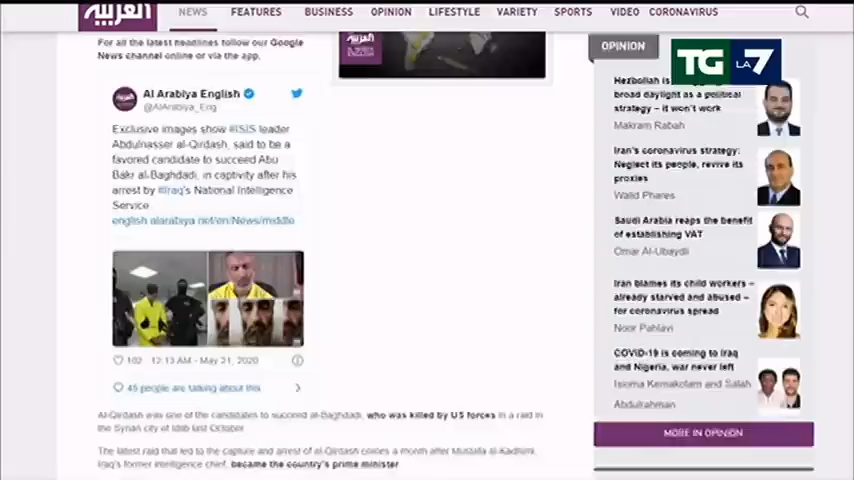 العربية
NEWS
FEATURES
BUSINESS
OPINION
LIFESTYLE
VARIETY
SPORTS
VIDEO
CORONAVIRUS
For all the latest headlines follow our Google
News channel online or via the app.
Al Arabiya English
@AlArabiya_Eng
Exclusive images show #ISIS leader
Abdulnasser al-Qirdash, said to be a
favored candidate to succeed Abu
Bakr al-Baghdadi, in captivity after his
arrest by #Iraq's National Intelligence
Service
english.alarabiya.net/en/News/middle
102 12:13 AM - May 21, 2020
45 people are talking about this
Al-Qirdash was one of the candidates to succeed al-Baghdadi, who was killed by US forces in a raid in
the Syrian city of Idlib last October
The latest raid that led to the capture and arrest of al-Qirdash comes a month after Mustafa al-Kadhimi,
Iraq's former intelligence chief, became the country's prime minister
OPINION
TG LA7
Hezbollah is
broad daylight as a political
strategy – it won't work
Makram Rabah
Iran's coronavirus strategy:
Neglect its people, revive its
proxies
Walid Phares
Saudi Arabia reaps the benefit
of establishing VAT
Omar Al-Ubaydli
Iran blames its child workers –
already starved and abused –
for coronavirus spread
Noor Pahlavi
COVID-19 is coming to Iraq
and Nigeria, war never left
Isioma Kemakolam and Salah
Abdulrahman
MORE IN OPINION